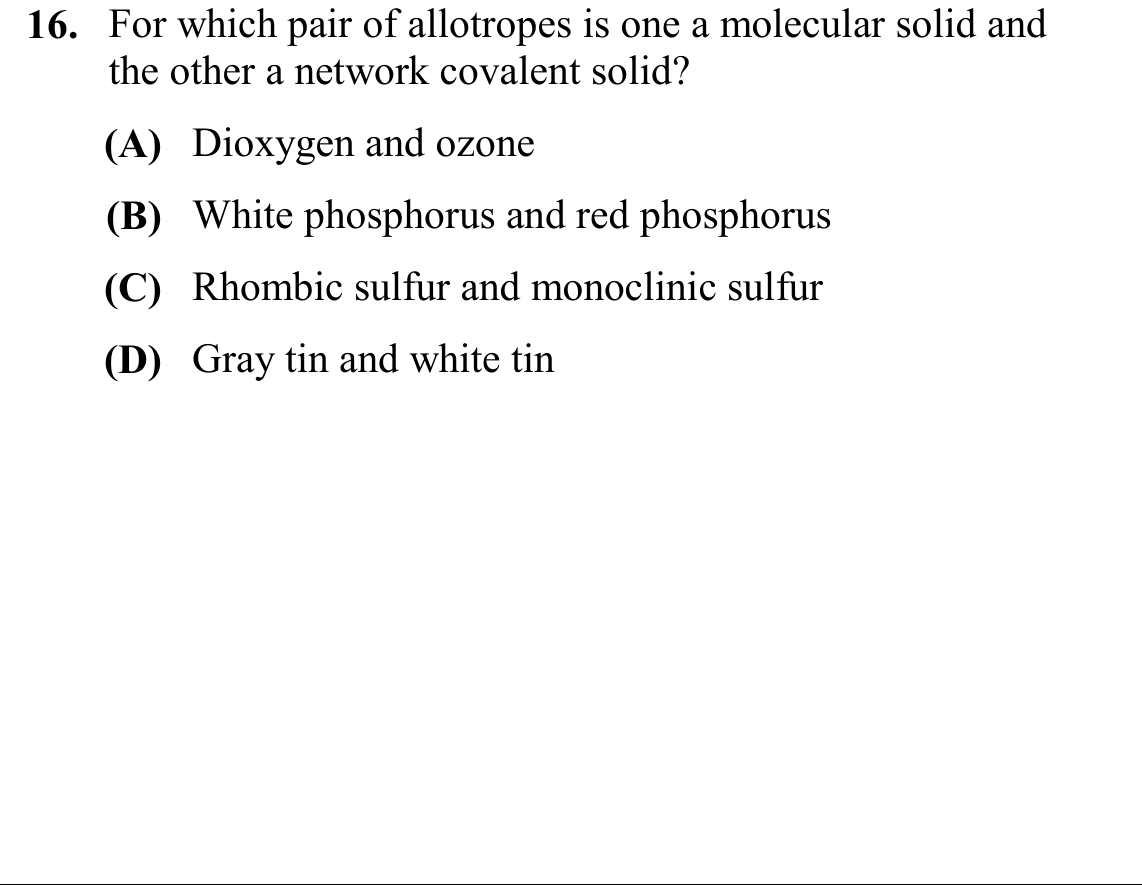 16. For which pair of allotropes is one a molecular solid and
the other a network covalent solid?
(A) Dioxygen and ozone
(B) White phosphorus and red phosphorus
(C) Rhombic sulfur and monoclinic sulfur
(D) Gray tin and white tin